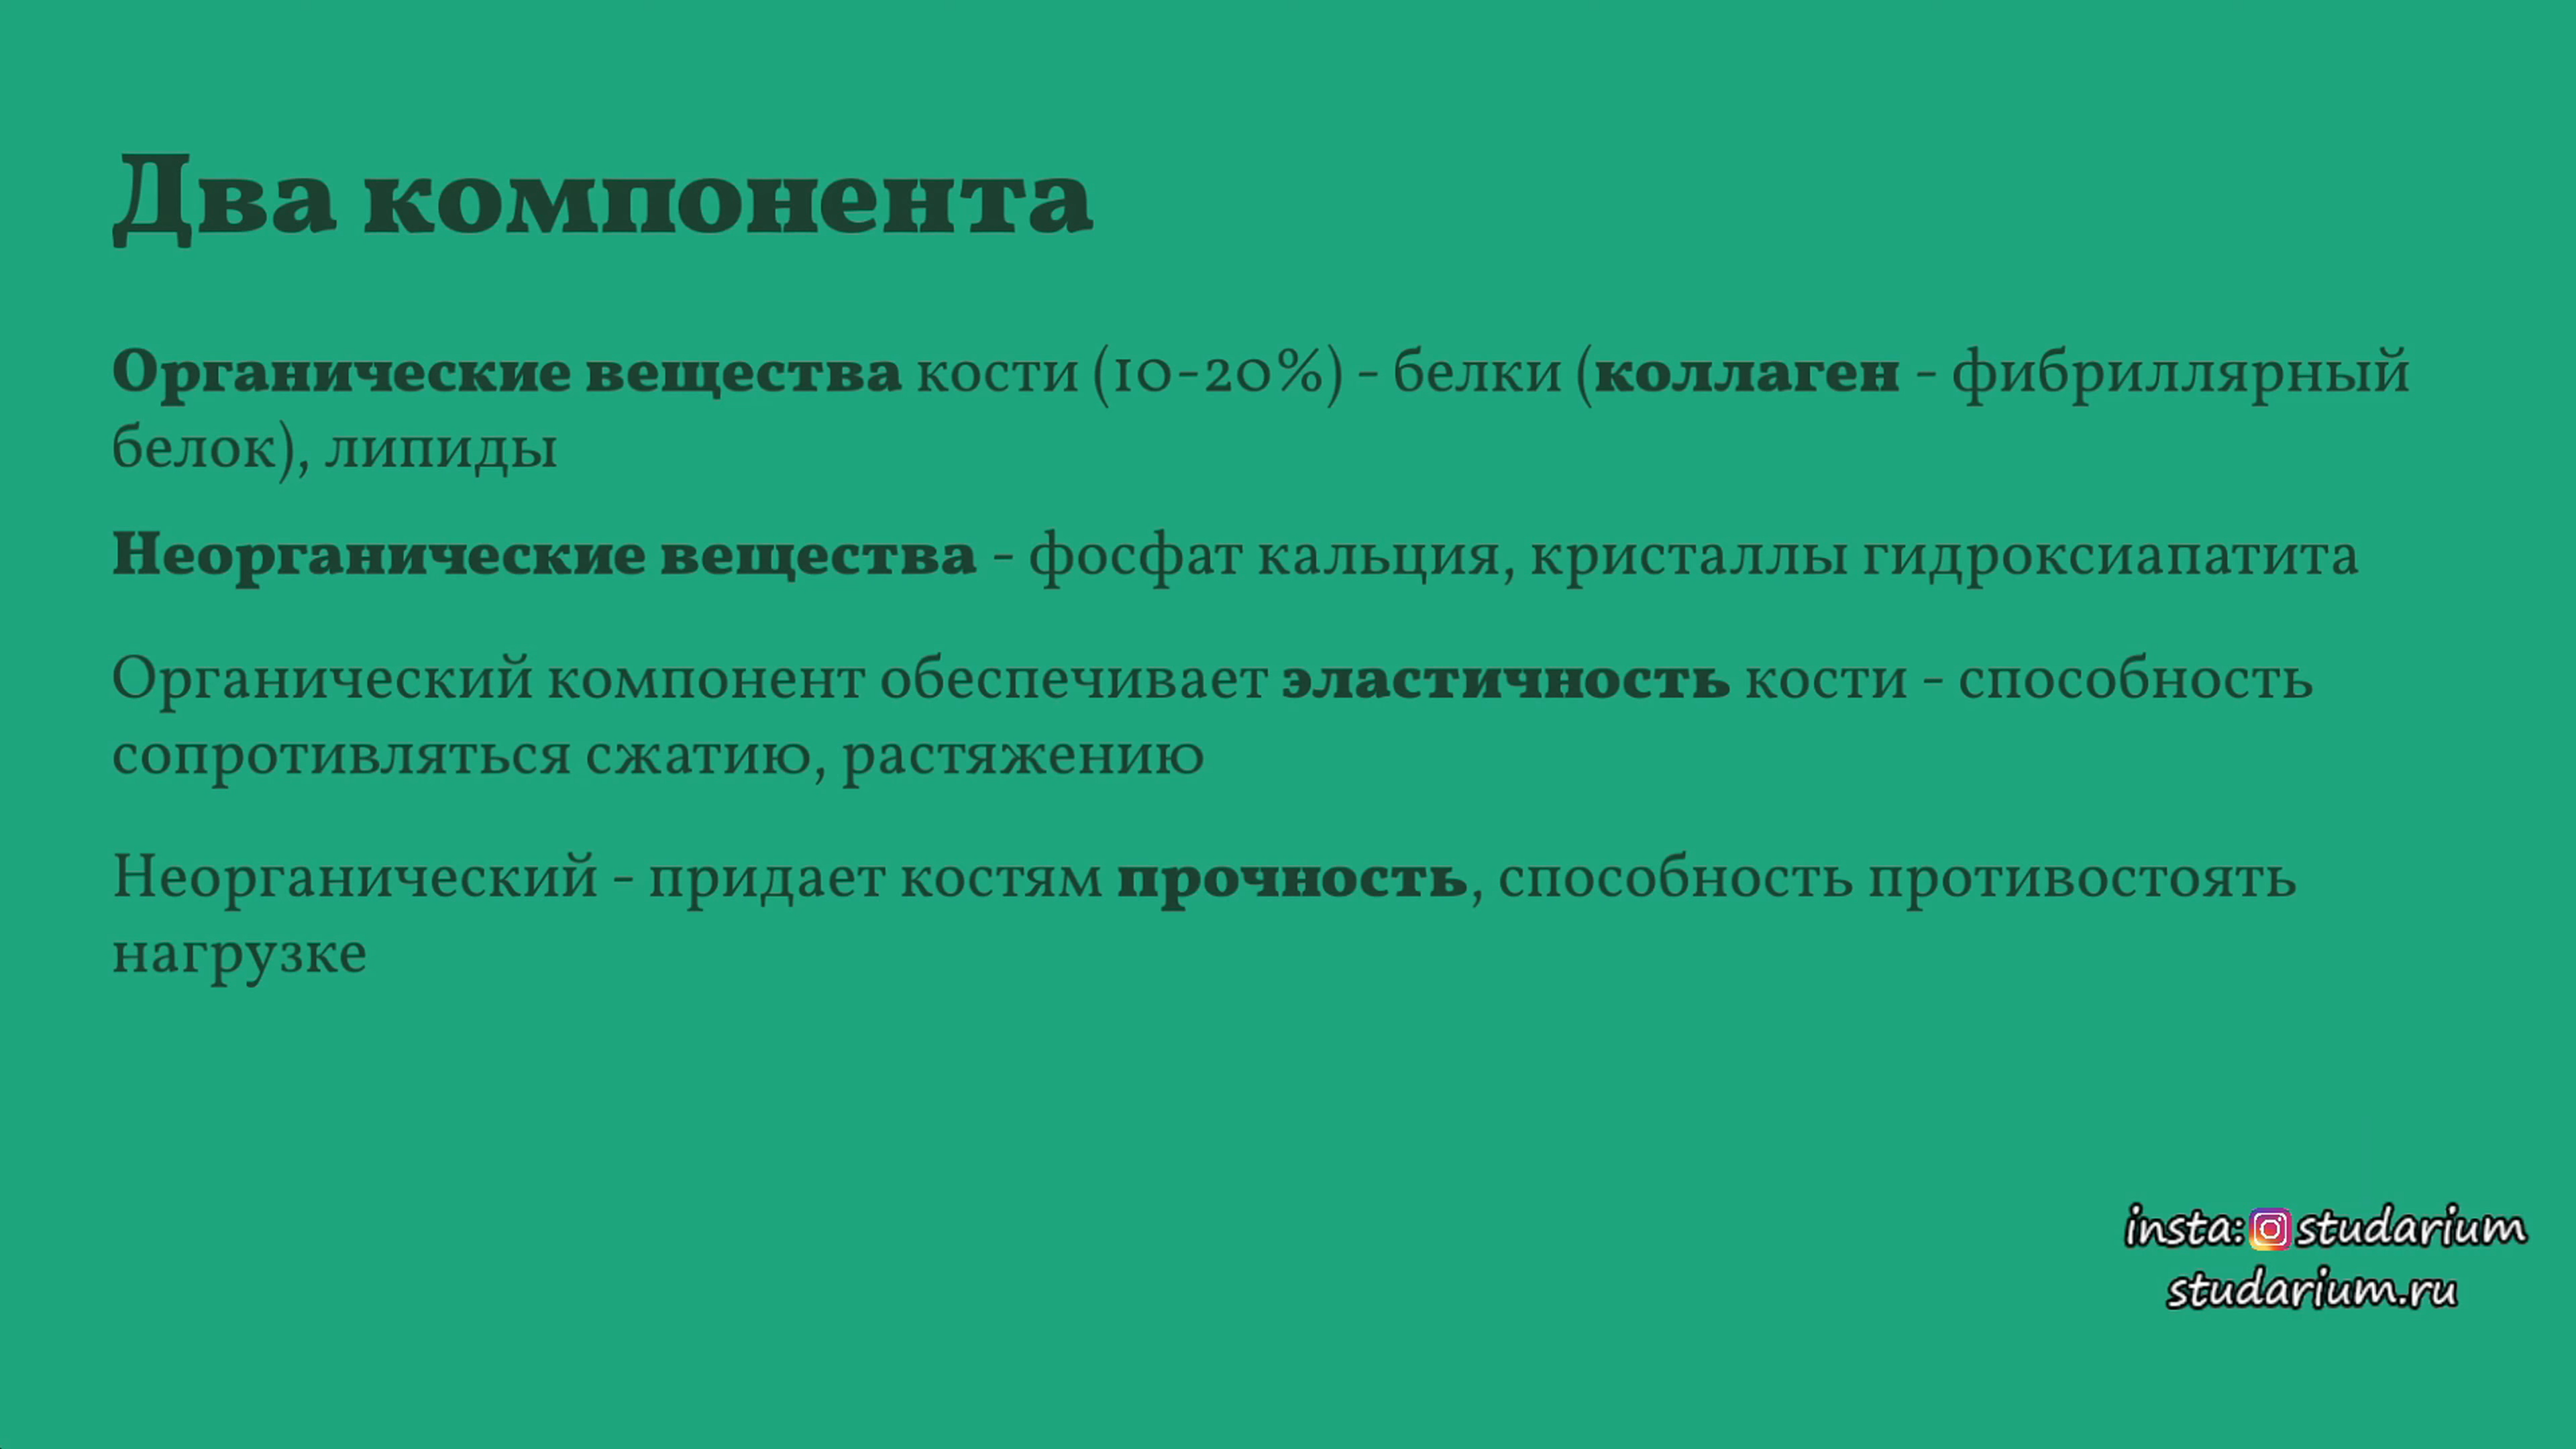 Два компонента
Органические вещества кости (10-20%) - белки (коллаген - фибриллярный
белок), липиды
Неорганические вещества - фосфат кальция, кристаллы гидроксиапатита
Органический компонент обеспечивает эластичность кости - способность
сопротивляться сжатию, растяжению
Неорганический - придает костям прочность, способность противостоять
нагрузке
insta: studarium
studarium.ru